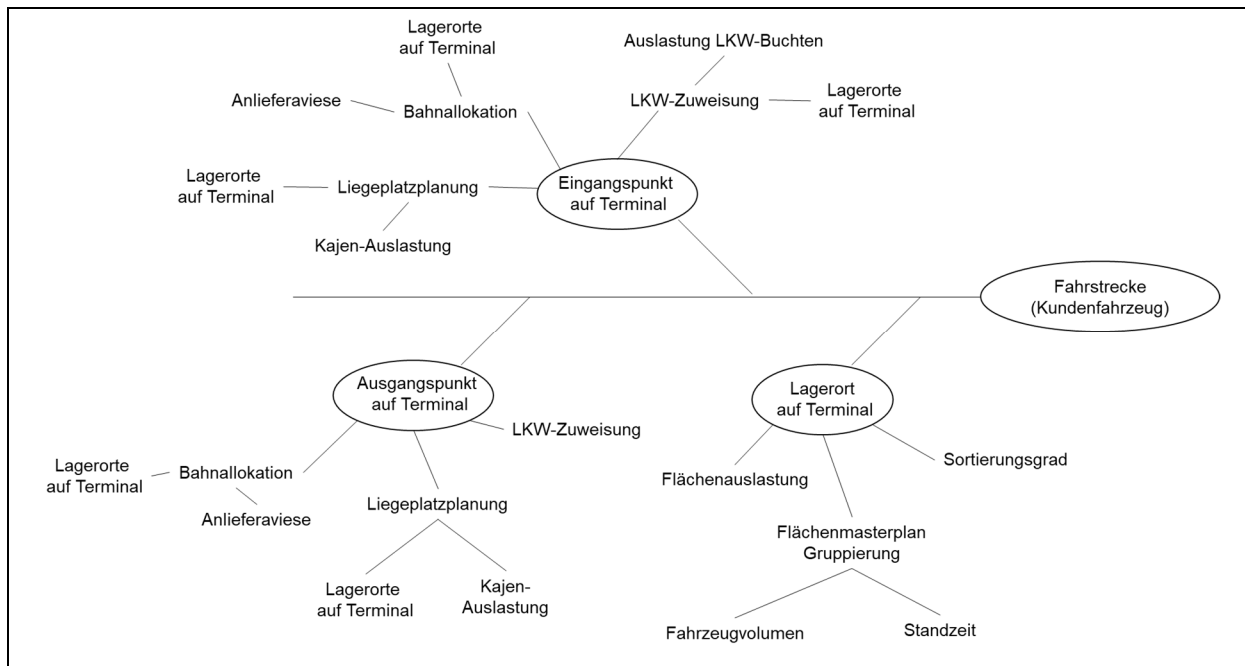 Lagerorte
auf Terminal
Auslastung LKW-Buchten
Anlieferaviese
Bahnallokation
LKW-Zuweisung
Lagerorte
auf Terminal
Lagerorte
auf Terminal
Liegeplatzplanung
Eingangspunkt
auf Terminal
Kajen-Auslastung
Fahrstrecke
(Kundenfahrzeug)
Ausgangspunkt
auf Terminal
Lagerort
auf Terminal
LKW-Zuweisung
Lagerorte
auf Terminal
Bahnallokation
Sortierungsgrad
Flächenauslastung
Anlieferaviese
Liegeplatzplanung
Flächenmasterplan
Gruppierung
Lagerorte
auf Terminal
Kajen-
Auslastung
Fahrzeugvolumen
Standzeit